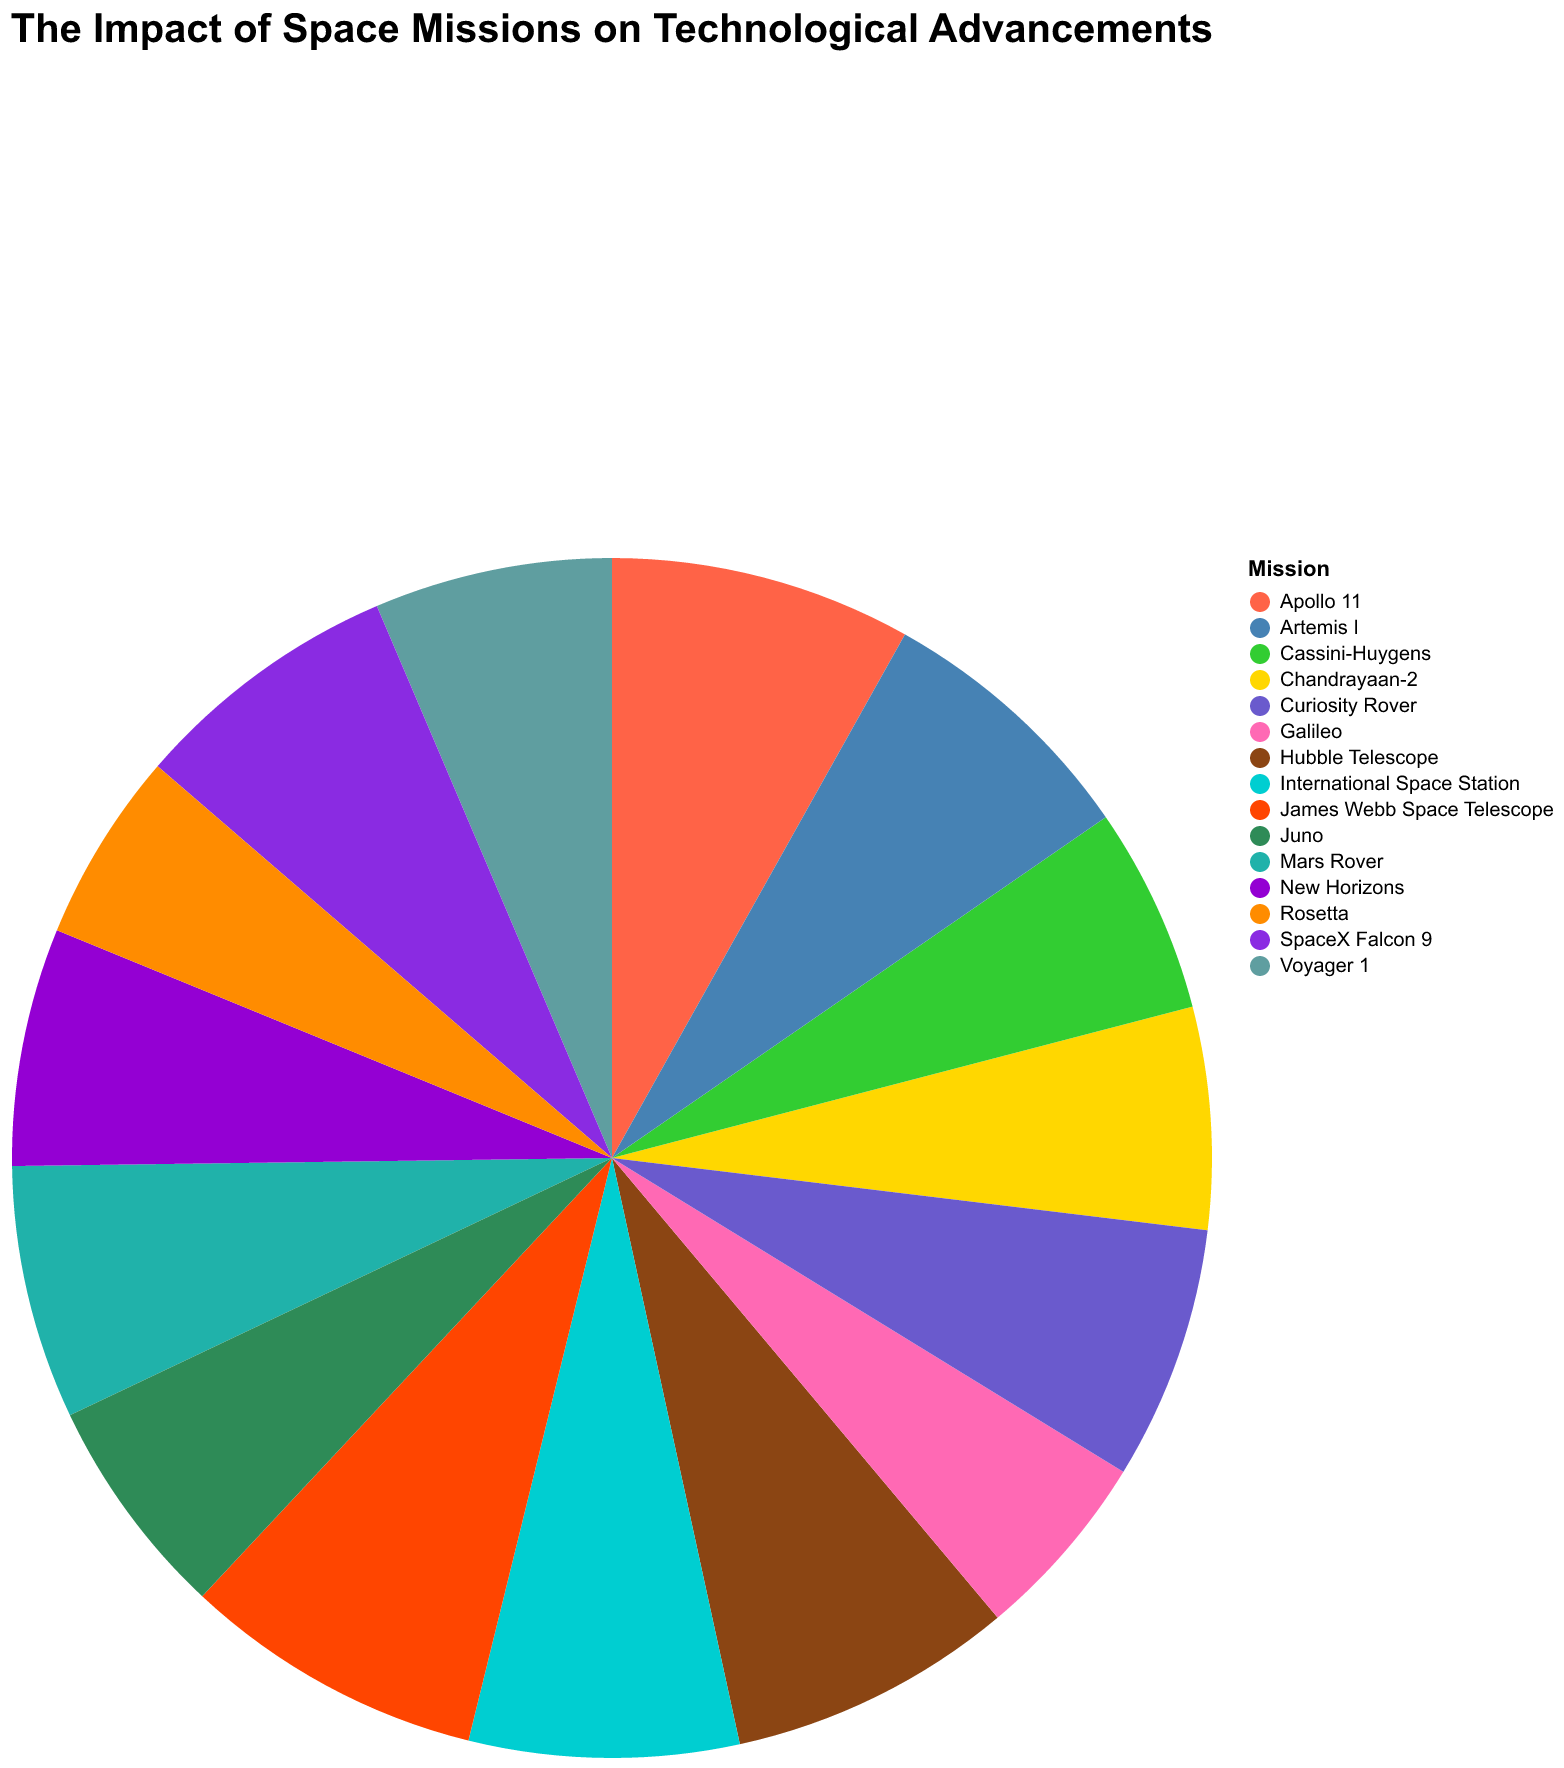 The Impact of Space Missions on Technological Advancements
Mission
Apollo 11
Artemis I
Cassini-Huygens
Chandrayaan-2
Curiosity Rover
Galileo
Hubble Telescope
International Space Station
James Webb Space Telescope
Juno
Mars Rover
New Horizons
Rosetta
SpaceX Falcon 9
Voyager 1